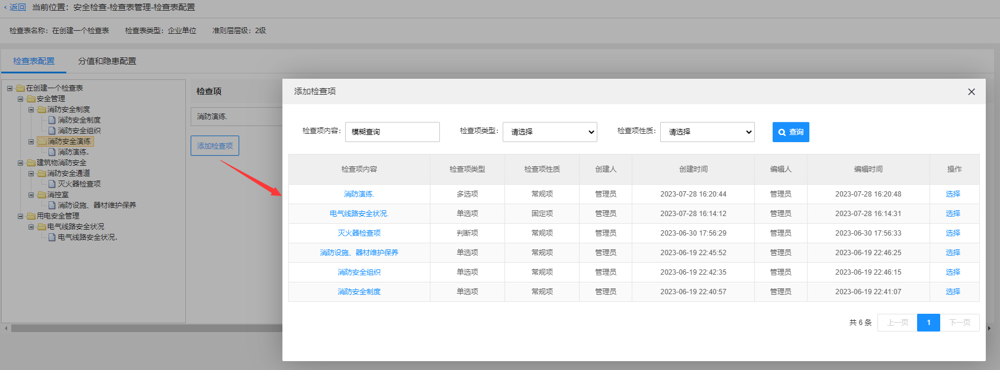 返回 当前位置：安全检查-检查表管理-检查表配置
检查表名称：在创建一个检查表 检查表类型：企业单位 准则层层级：2级
检查表配置 分值和隐患配置
在创建一个检查表
安全管理
消防安全制度
消防安全制度
消防安全组织
消防安全演练
消防演练.
建筑物消防安全
消防安全通道
灭火器检查项
消控室
消防设施、器材维护保养
用电安全管理
电气线路安全状况
电气线路安全状况.
检查项
消防演练.
添加检查项
添加检查项
检查项内容： 模糊查询 检查项类型： 请选择 检查项性质： 请选择 查询
检查项内容 检查项类型 检查项性质 创建人 创建时间 编辑人 编辑时间 操作
消防演练. 多选项 常规项 管理员 2023-07-28 16:20:44 管理员 2023-07-28 16:20:48 选择
电气线路安全状况. 单选项 固定项 管理员 2023-07-28 16:14:12 管理员 2023-07-28 16:14:31 选择
灭火器检查项 判断项 常规项 管理员 2023-06-30 17:56:29 管理员 2023-06-30 17:56:33 选择
消防设施、器材维护保养 单选项 常规项 管理员 2023-06-19 22:45:52 管理员 2023-06-19 22:46:25 选择
消防安全组织 单选项 常规项 管理员 2023-06-19 22:42:35 管理员 2023-06-19 22:46:15 选择
消防安全制度 单选项 常规项 管理员 2023-06-19 22:40:57 管理员 2023-06-19 22:41:07 选择
共 6 条 上一页 1 下一页